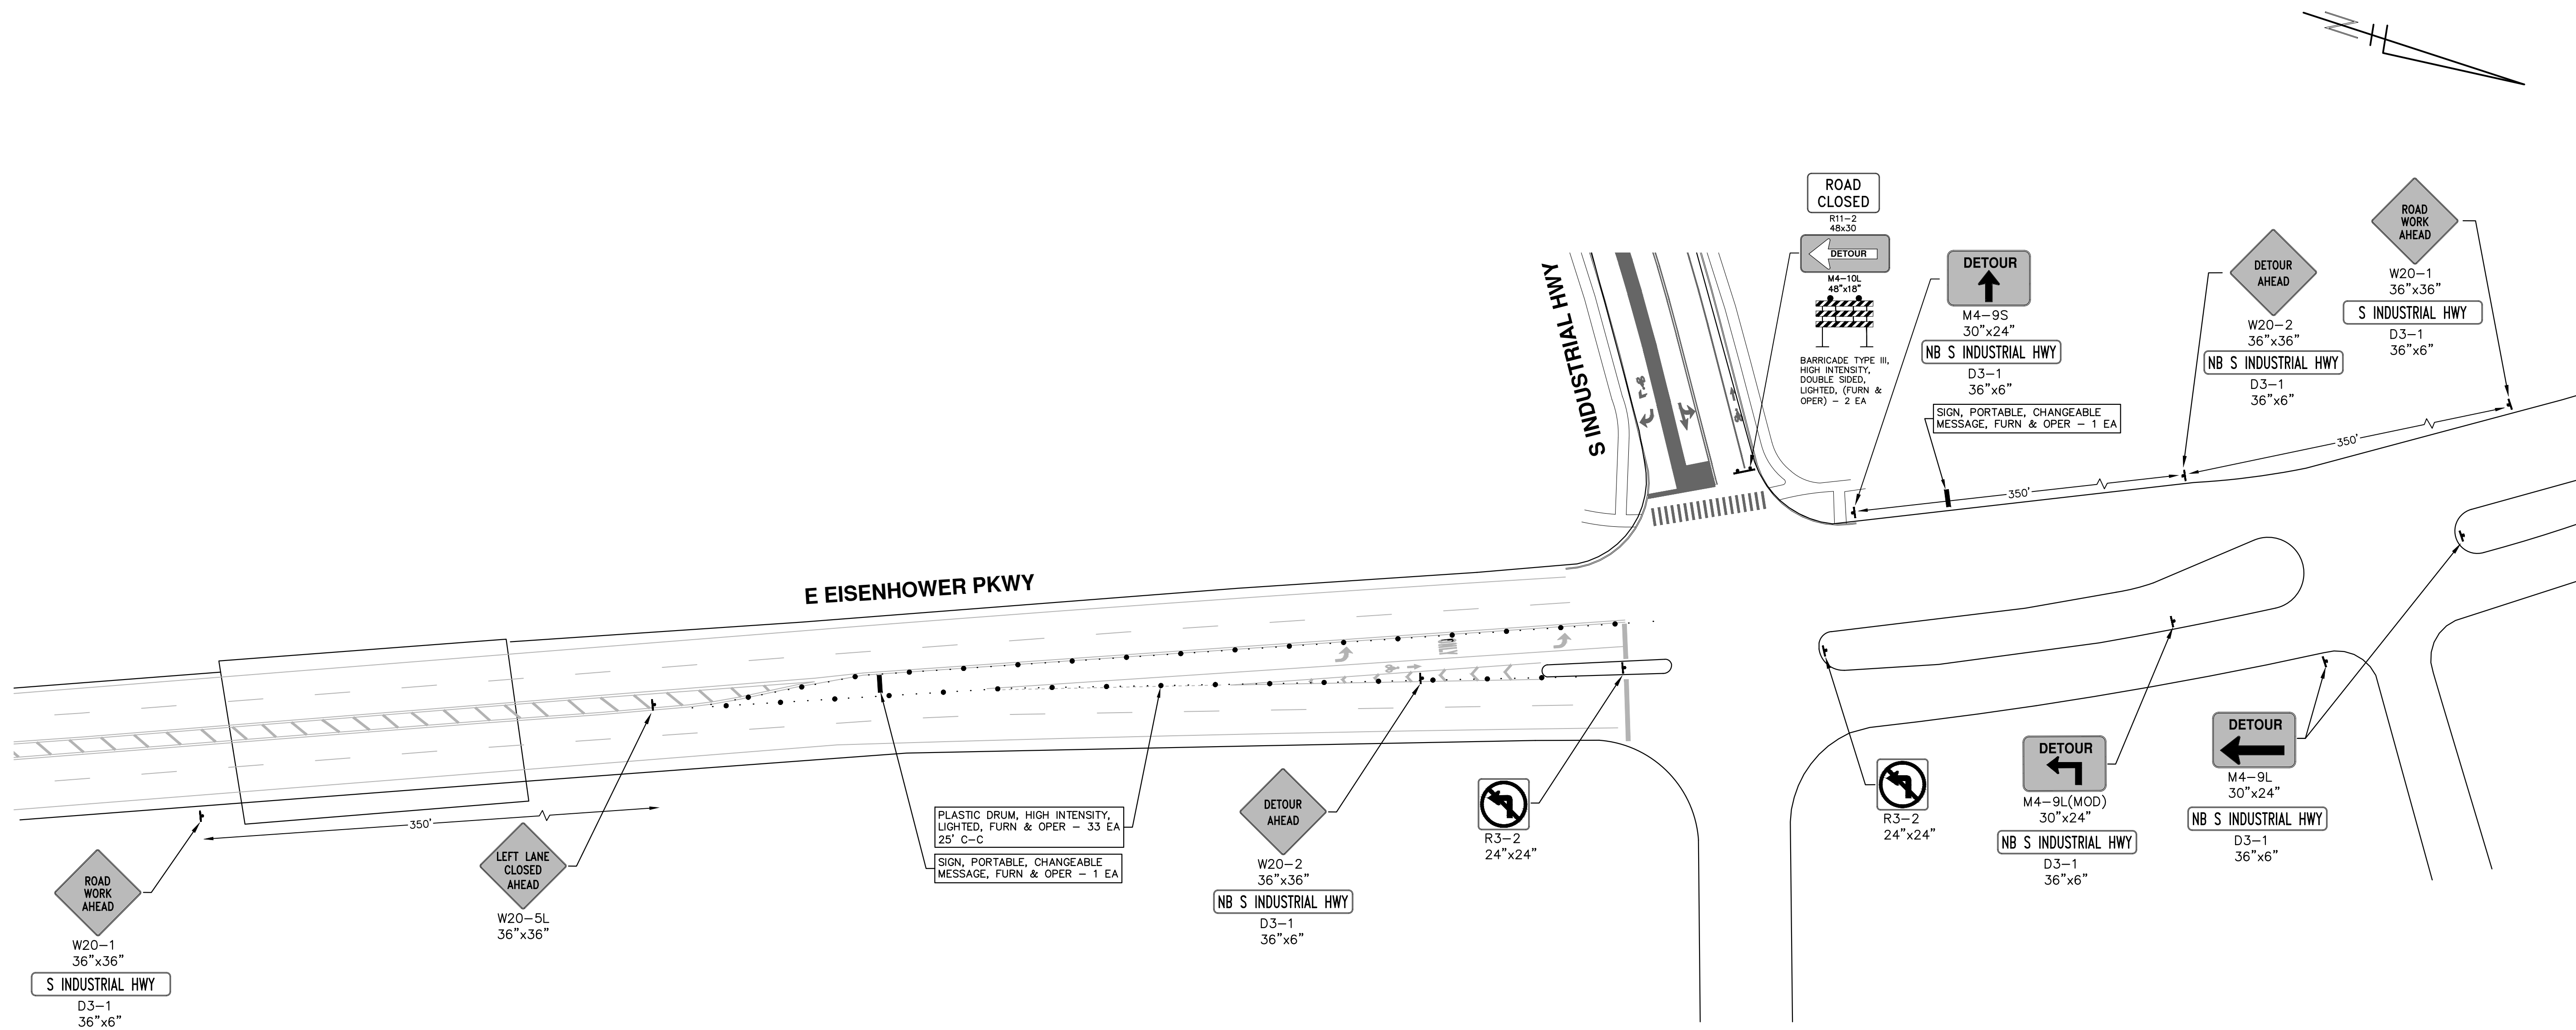 N
ROAD
CLOSED
R11-2
48x30
DETOUR
M4-10L
48"x18"
BARRICADE TYPE III,
HIGH INTENSITY,
DOUBLE SIDED,
LIGHTED, (FURN &
OPER) - 2 EA
DETOUR
M4-9S
30"x24"
NB S INDUSTRIAL HWY
D3-1
36"x6"
SIGN, PORTABLE, CHANGEABLE
MESSAGE, FURN & OPER - 1 EA
DETOUR
AHEAD
W20-2
36"x36"
NB S INDUSTRIAL HWY
D3-1
36"x6"
ROAD
WORK
AHEAD
W20-1
36"x36"
S INDUSTRIAL HWY
D3-1
36"x6"
S INDUSTRIAL HWY
350'
350'
E EISENHOWER PKWY
350'
ROAD
WORK
AHEAD
W20-1
36"x36"
S INDUSTRIAL HWY
D3-1
36"x6"
LEFT LANE
CLOSED
AHEAD
W20-5L
36"x36"
PLASTIC DRUM, HIGH INTENSITY,
LIGHTED, FURN & OPER - 33 EA
25' C-C
SIGN, PORTABLE, CHANGEABLE
MESSAGE, FURN & OPER - 1 EA
DETOUR
AHEAD
W20-2
36"x36"
NB S INDUSTRIAL HWY
D3-1
36"x6"
R3-2
24"x24"
R3-2
24"x24"
DETOUR
M4-9L(MOD)
30"x24"
NB S INDUSTRIAL HWY
D3-1
36"x6"
DETOUR
M4-9L
30"x24"
NB S INDUSTRIAL HWY
D3-1
36"x6"